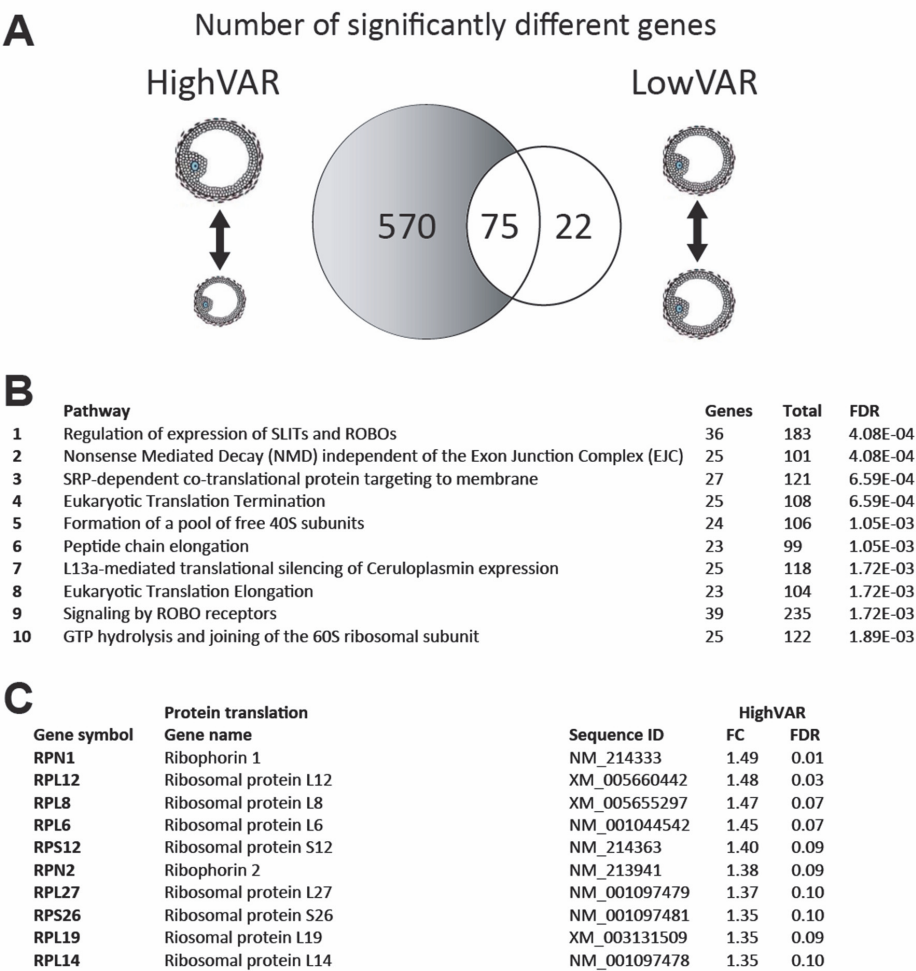 A
Number of significantly different genes
HighVAR
LowVAR
570 75 22
B
Pathway Genes Total FDR
1 Regulation of expression of SLITs and ROBOs 36 183 4.08E-04
2 Nonsense Mediated Decay (NMD) independent of the Exon Junction Complex (EJC) 25 101 4.08E-04
3 SRP-dependent co-translational protein targeting to membrane 27 121 6.59E-04
4 Eukaryotic Translation Termination 25 108 6.59E-04
5 Formation of a pool of free 40S subunits 24 106 1.05E-03
6 Peptide chain elongation 23 99 1.05E-03
7 L13a-mediated translational silencing of Ceruloplasmin expression 25 118 1.72E-03
8 Eukaryotic Translation Elongation 23 104 1.72E-03
9 Signaling by ROBO receptors 39 235 1.72E-03
10 GTP hydrolysis and joining of the 60S ribosomal subunit 25 122 1.89E-03
C
Protein translation HighVAR
Gene symbol Gene name Sequence ID FC FDR
RPN1 Ribophorin 1 NM_214333 1.49 0.01
RPL12 Ribosomal protein L12 XM_005660442 1.48 0.03
RPL8 Ribosomal protein L8 XM_005655297 1.47 0.07
RPL6 Ribosomal protein L6 NM_001044542 1.45 0.07
RPS12 Ribosomal protein S12 NM_214363 1.40 0.09
RPN2 Ribophorin 2 NM_213941 1.38 0.09
RPL27 Ribosomal protein L27 NM_001097479 1.37 0.10
RPS26 Ribosomal protein S26 NM_001097481 1.35 0.10
RPL19 Riosomal protein L19 XM_003131509 1.35 0.09
RPL14 Ribosomal protein L14 NM_001097478 1.35 0.10